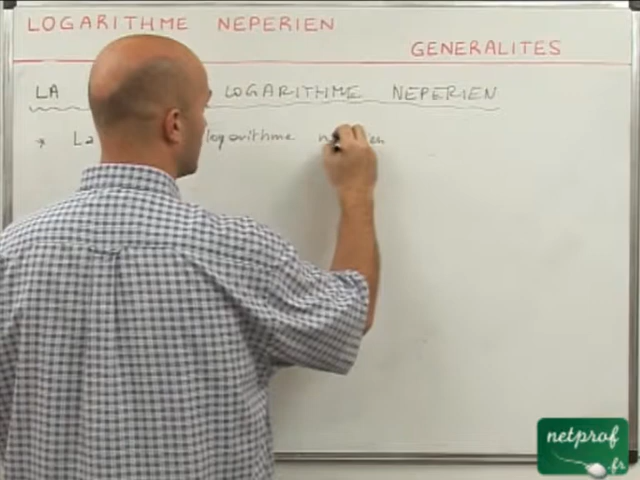 LOGARITHME NEPERIEN
GENERALITES
LA LOGARITHME NEPERIEN
* La logarithme
netprof
.fr